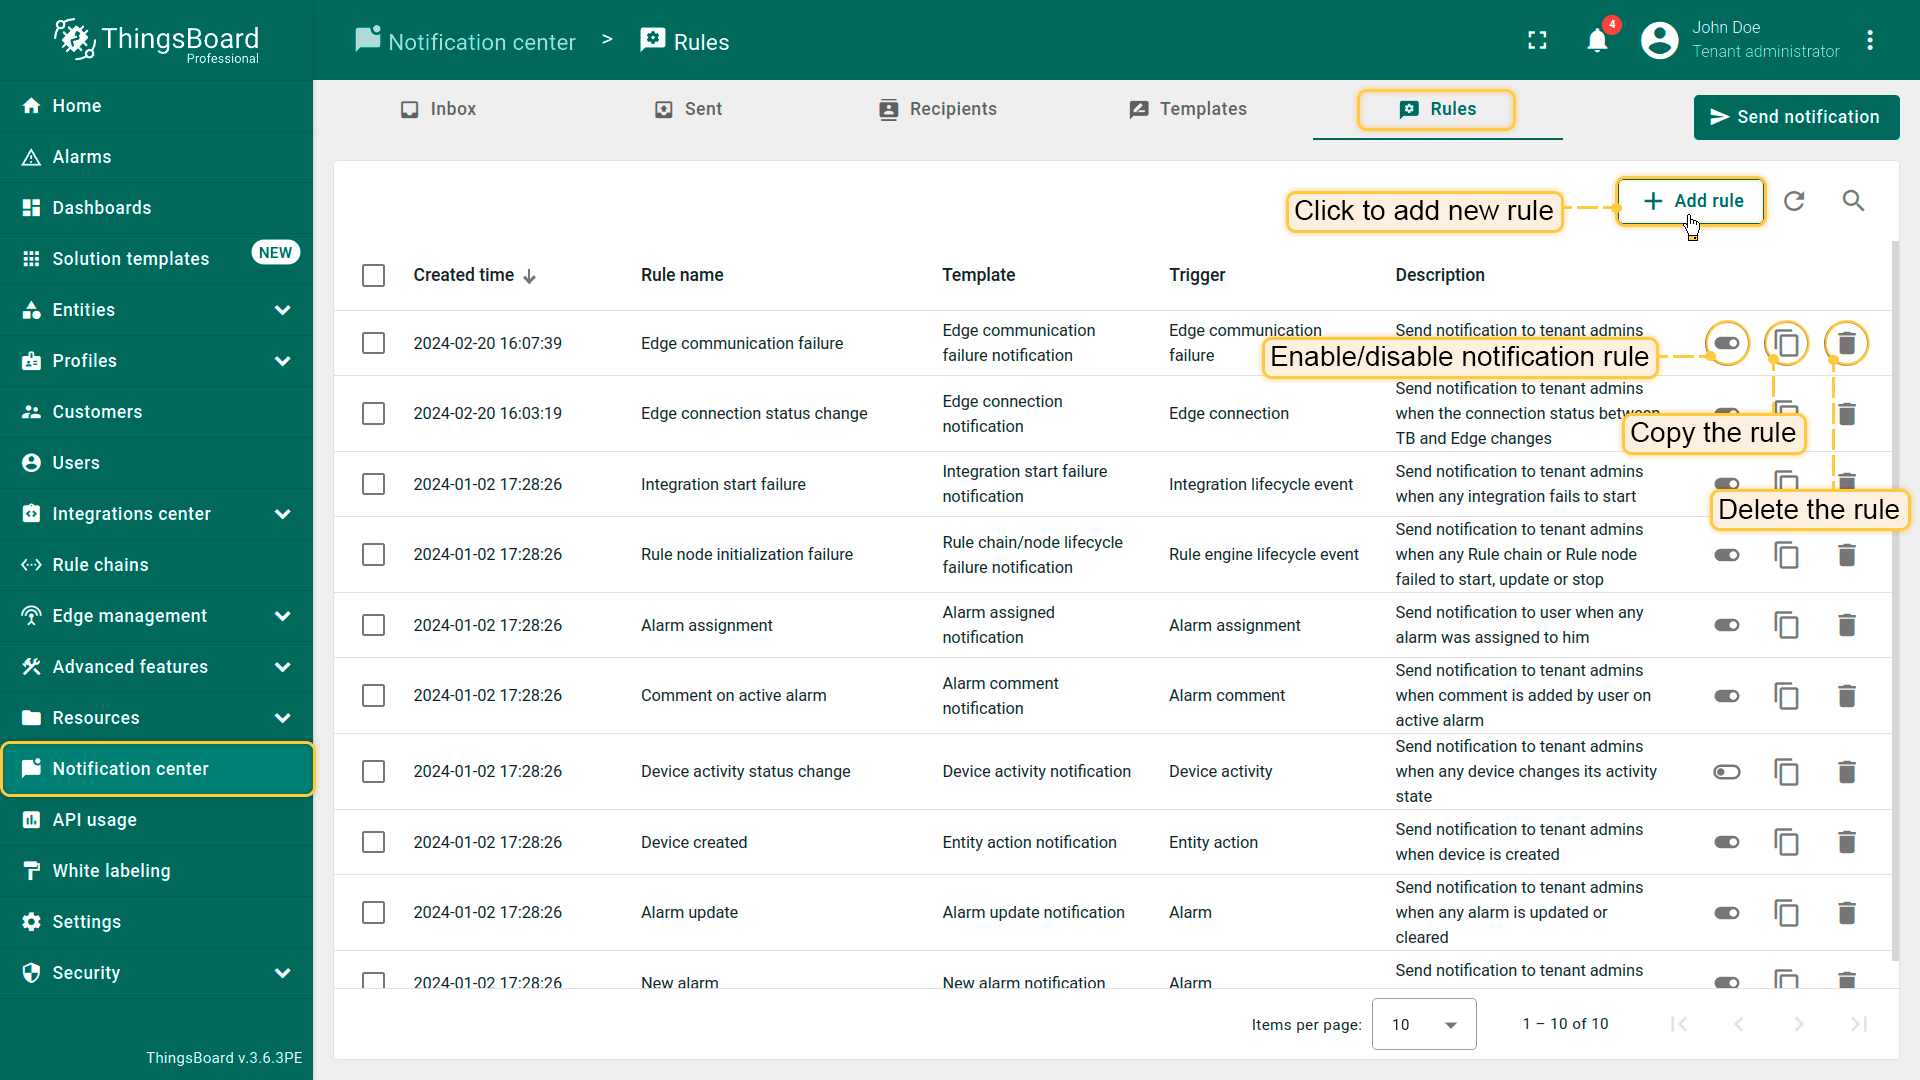 ThingsBoard
Professional
Notification center > Rules
4
John Doe
Tenant administrator
Home
Alarms
Dashboards
Solution templates
NEW
Entities
Profiles
Customers
Users
Integrations center
Rule chains
Edge management
Advanced features
Resources
Notification center
API usage
White labeling
Settings
Security
ThingsBoard v.3.6.3PE
Inbox
Sent
Recipients
Templates
Rules
Send notification
Click to add new rule
Add rule
Created time
Rule name
Template
Trigger
Description
2024-02-20 16:07:39
Edge communication failure
Edge communication
failure notification
Edge communication
failure
Send notification to tenant admins
Enable/disable notification rule
2024-02-20 16:03:19
Edge connection status change
Edge connection
notification
Edge connection
Send notification to tenant admins
when the connection status between
TB and Edge changes
Copy the rule
2024-01-02 17:28:26
Integration start failure
Integration start failure
notification
Integration lifecycle event
Send notification to tenant admins
when any integration fails to start
Delete the rule
2024-01-02 17:28:26
Rule node initialization failure
Rule chain/node lifecycle
failure notification
Rule engine lifecycle event
Send notification to tenant admins
when any Rule chain or Rule node
failed to start, update or stop
2024-01-02 17:28:26
Alarm assignment
Alarm assigned
notification
Alarm assignment
Send notification to user when any
alarm was assigned to him
2024-01-02 17:28:26
Comment on active alarm
Alarm comment
notification
Alarm comment
Send notification to tenant admins
when comment is added by user on
active alarm
2024-01-02 17:28:26
Device activity status change
Device activity notification
Device activity
Send notification to tenant admins
when any device changes its activity
state
2024-01-02 17:28:26
Device created
Entity action notification
Entity action
Send notification to tenant admins
when device is created
2024-01-02 17:28:26
Alarm update
Alarm update notification
Alarm
Send notification to tenant admins
when any alarm is updated or
cleared
2024-01-02 17:28:26
New alarm
New alarm notification
Alarm
Send notification to tenant admins
Items per page:
10
1 – 10 of 10